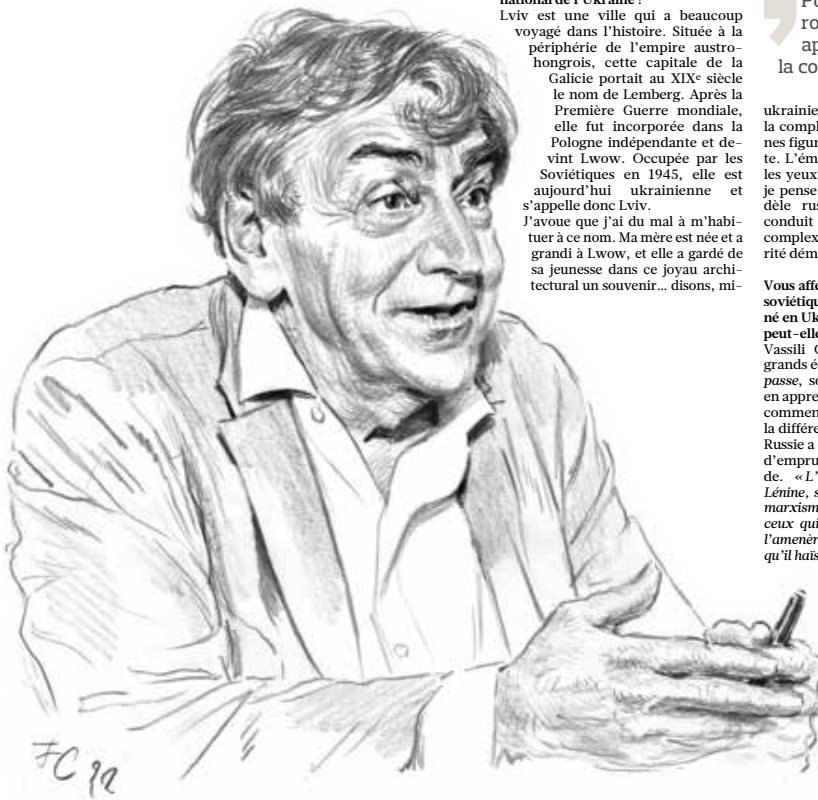 national de l'Ukraine ?
Lviv est une ville qui a beaucoup
voyagé dans l'histoire. Située à la
périphérie de l'empire austro-
hongrois, cette capitale de la
Galicie portait au XIXe siècle
le nom de Lemberg. Après la
Première Guerre mondiale,
elle fut incorporée dans la
Pologne indépendante et de-
vint Lwow. Occupée par les
Soviétiques en 1945, elle est
aujourd'hui ukrainienne et
s'appelle donc Lviv.
J'avoue que j'ai du mal à m'habi-
tuer à ce nom. Ma mère est née et a
grandi à Lwow, et elle a gardé de
sa jeunesse dans ce joyau archi-
tectural un souvenir... disons, mi-
la co
ukrainie
la compl
nes figur
te. L'ém
les yeux
je pense
dèle rus
conduit
complex
rité dém
Vous affe
soviétiqu
né en Uk
peut-elle
Vassili G
grands é
passe, so
en appre
commen
la différe
Russie a
d'empru
de. «L'
Lénine, s
marxism
ceux qui
l'amenèr
qu'il haïs
FC 22